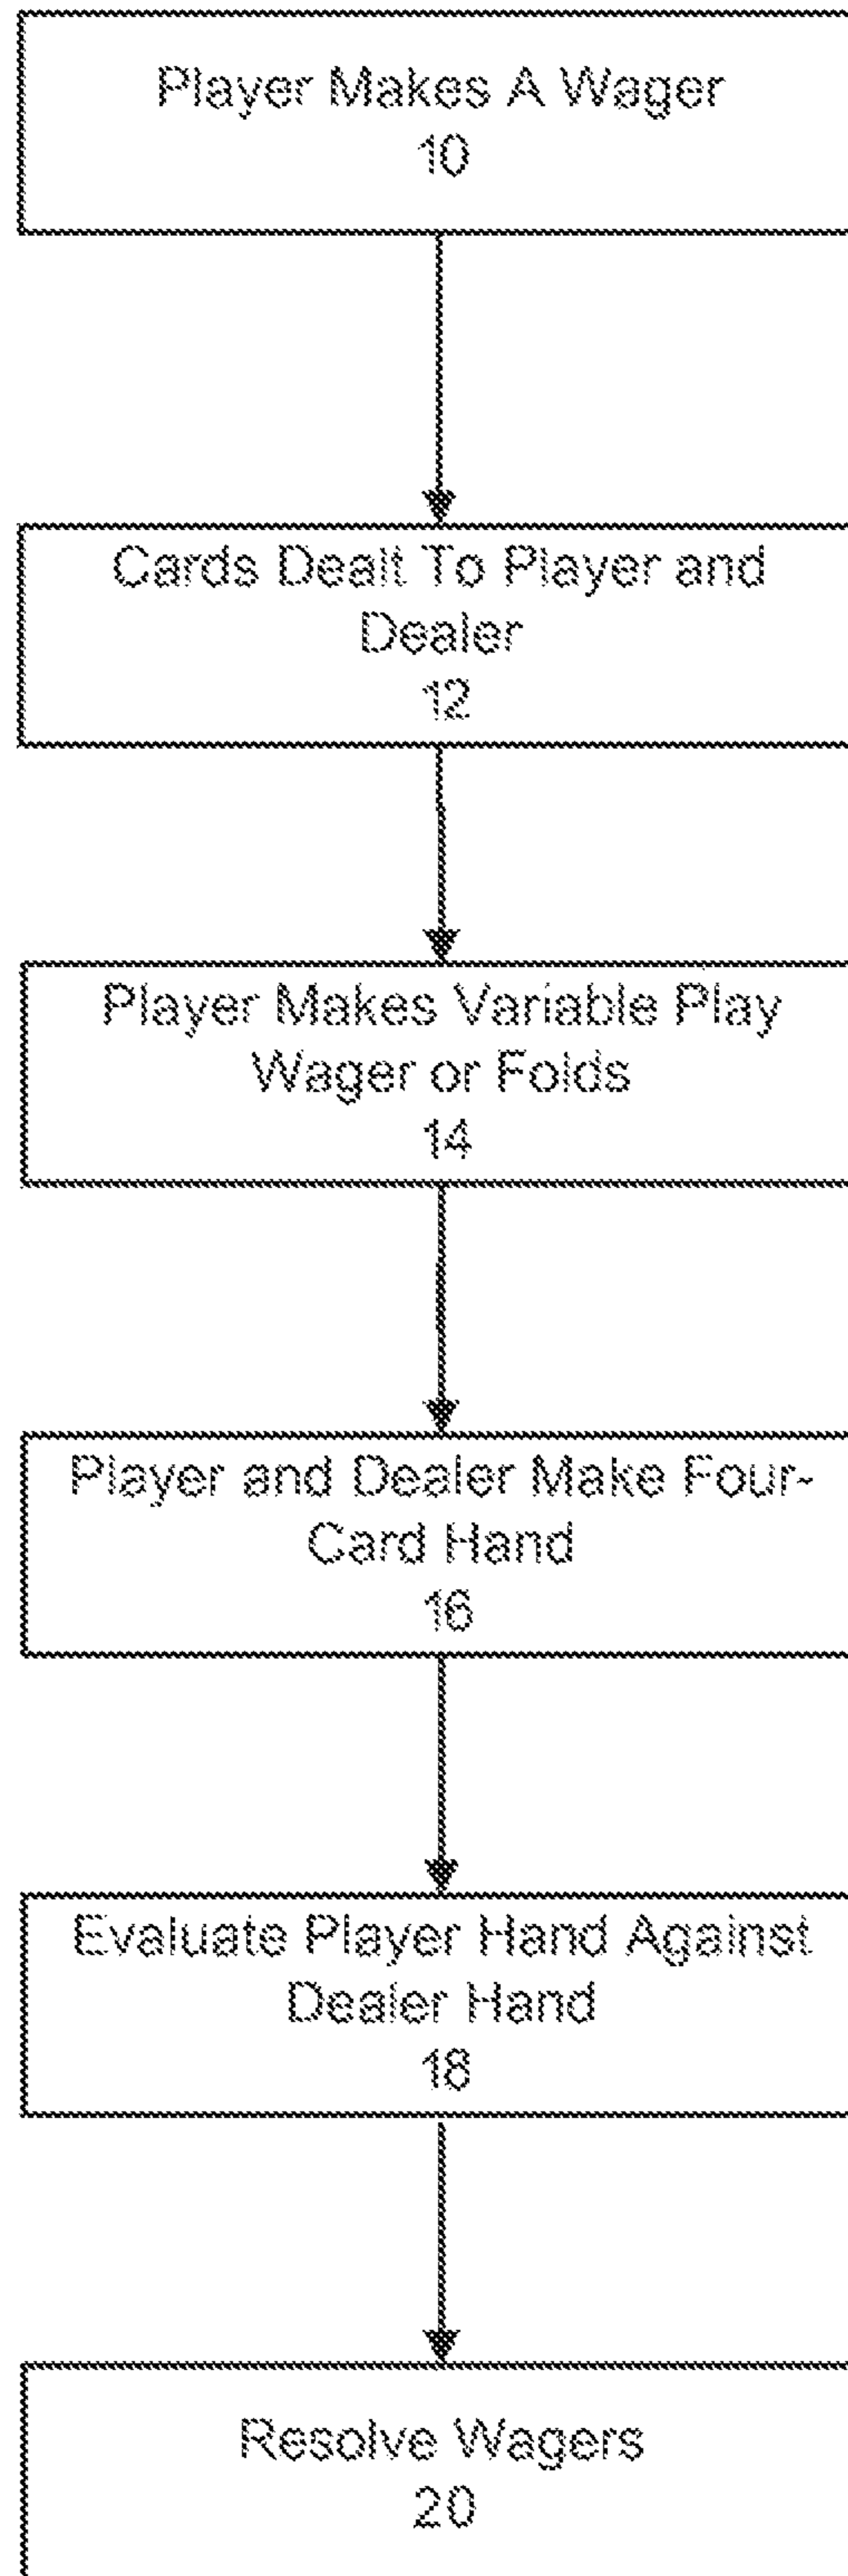 Player Makes A Wager
10
Cards Dealt To Player and
Dealer
12
Player Makes Variable Play
Wager or Folds
14
Player and Dealer Make Four-
Card Hand
16
Evaluate Player Hand Against
Dealer Hand
18
Resolve Wagers
20